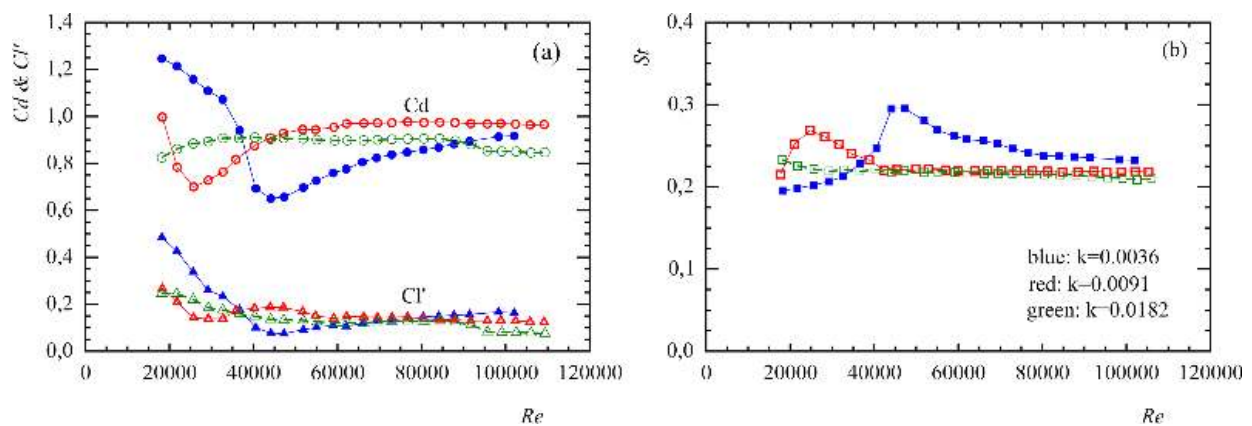 1,4
1,2
1,0
0,8
0,6
0,4
0,2
0,0
Cd & Cl'
(a)
Cd
Cl'
0 20000 40000 60000 80000 100000 120000
Re
0,4
0,3
0,2
0,1
0,0
St
(b)
blue: k=0.0036
red: k=0.0091
green: k=0.0182
0 20000 40000 60000 80000 100000 120000
Re